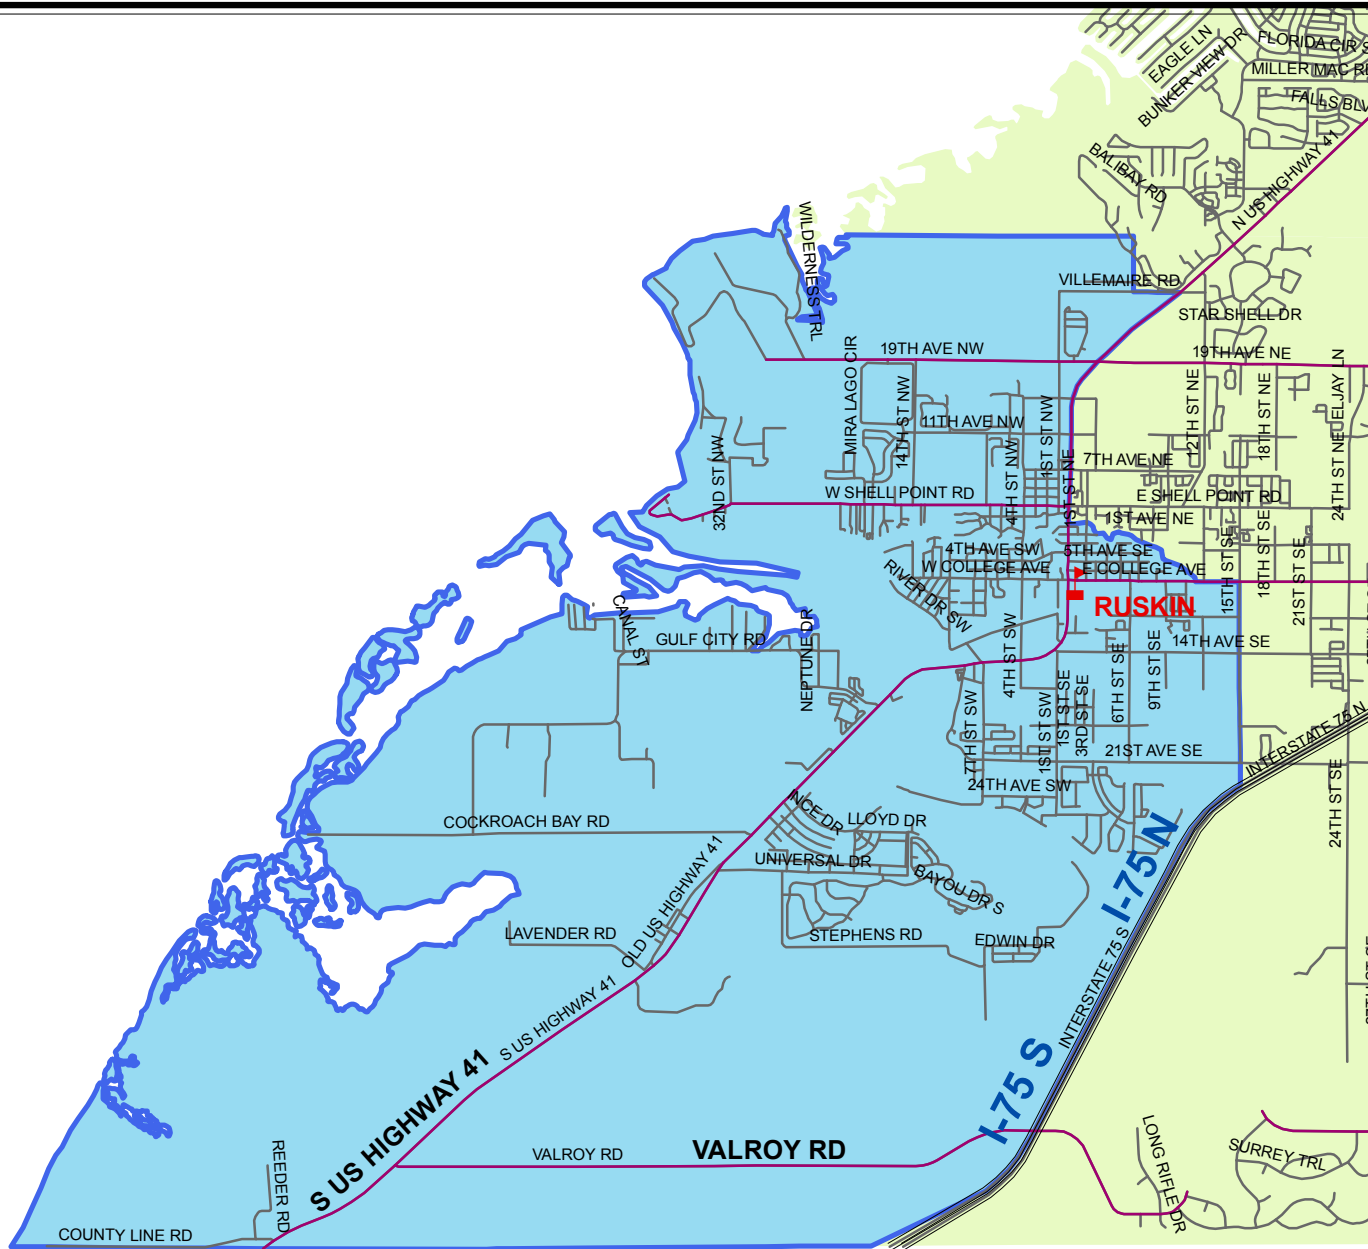 EAGLE LN
BUNKER VIEW DR
FLORIDA CIR S
MILLER MAC RD
FALLS BLV
BALIBAY RD
N US HIGHWAY 41
WILDERNESS TRL
VILLEMAIRE RD
STAR SHELL DR
19TH AVE NW
19TH AVE NE
MIRA LAGO CIR
14TH ST NW
11TH AVE NW
4TH ST NW
1ST ST NW
1ST ST NE
7TH AVE NE
12TH ST NE
18TH ST NE
24TH ST NE
ELJAY LN
32ND ST NW
W SHELL POINT RD
E SHELL POINT RD
1ST AVE NE
4TH AVE SW
5TH AVE SE
W COLLEGE AVE
E COLLEGE AVE
15TH ST SE
18TH ST SE
21ST ST SE
RIVER DR SW
RUSKIN
CANAL ST
GULF CITY RD
NEPTUNE DR
4TH ST SW
14TH AVE SE
6TH ST SE
9TH ST SE
7TH ST SW
1ST ST SW
1ST ST SE
3RD ST SE
21ST AVE SE
INTERSTATE 75 N
24TH AVE SW
24TH ST SE
INCE DR
LLOYD DR
COCKROACH BAY RD
UNIVERSAL DR
BAYOU DR S
I-75 N
OLD US HIGHWAY 41
LAVENDER RD
STEPHENS RD
EDWIN DR
INTERSTATE 75 S
S US HIGHWAY 41
I-75 S
S US HIGHWAY 41
VALROY RD
VALROY RD
LONG RIFLE DR
SURREY TRL
REEDER RD
COUNTY LINE RD